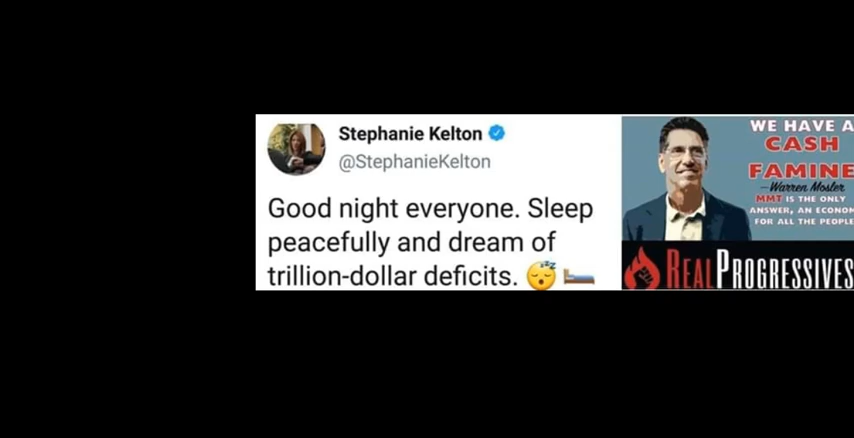 Stephanie Kelton
@StephanieKelton
Good night everyone. Sleep
peacefully and dream of
trillion-dollar deficits.
WE HAVE A
CASH
FAMINE
—Warren Mosler
MMT IS THE ONLY
ANSWER, AN ECONOM
FOR ALL THE PEOPLE
REALPROGRESSIVES